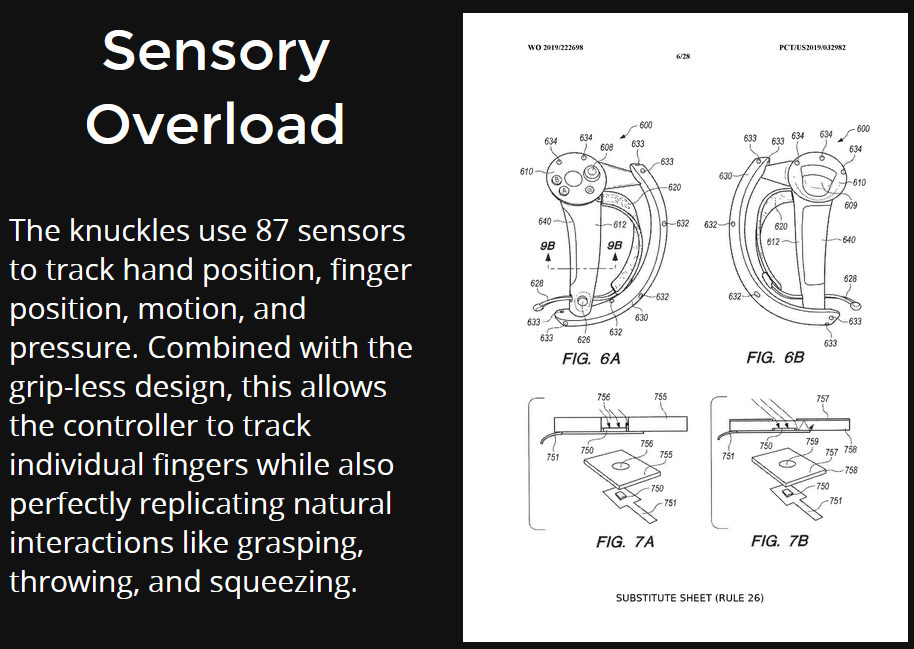 Sensory
Overload
The knuckles use 87 sensors
to track hand position, finger
position, motion, and
pressure. Combined with the
grip-less design, this allows
the controller to track
individual fingers while also
perfectly replicating natural
interactions like grasping,
throwing, and squeezing.
WO 2019/222698
PCT/US2019/032982
6/28
600
634
634
608
633
633
610
B
A
620
640
612
632
9B
9B
628
632
630
633
633
626
632
FIG. 6A
600
633
633
634
634
634
630
610
609
632
620
612
640
628
632
633
633
FIG. 6B
756
755
751
750
756
755
750
751
FIG. 7A
757
751
750
759
758
757
758
750
751
FIG. 7B
SUBSTITUTE SHEET (RULE 26)